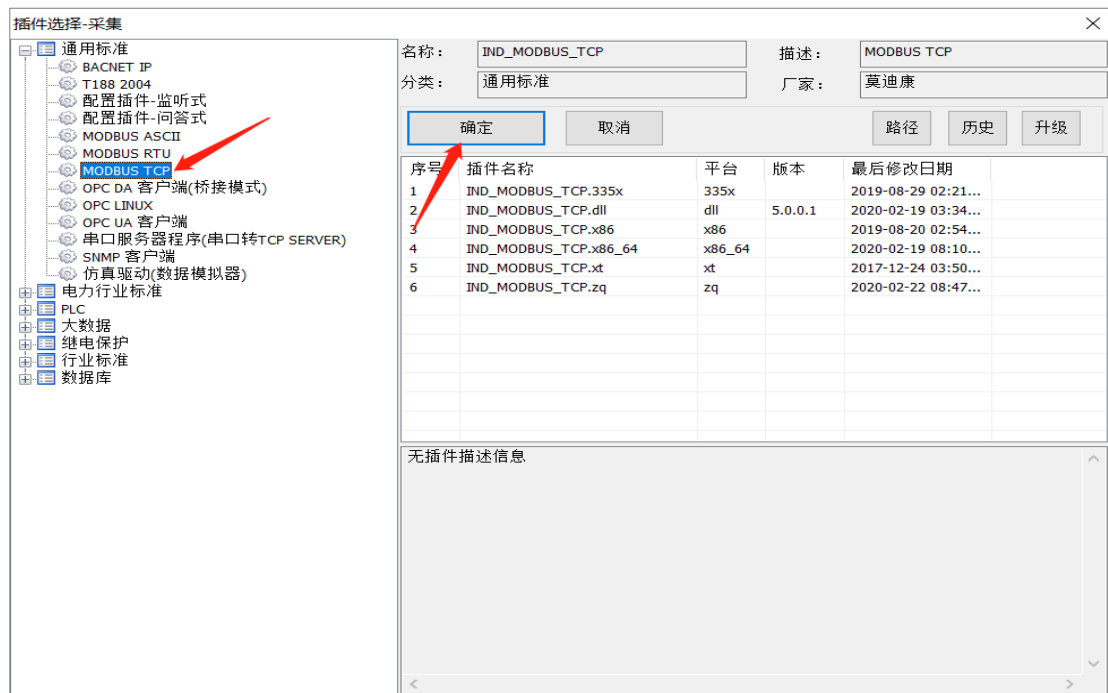 插件选择-采集
通用标准
BACNET IP
T188 2004
配置插件-监听式
配置插件-问答式
MODBUS ASCII
MODBUS RTU
MODBUS TCP
OPC DA 客户端(桥接模式)
OPC LINUX
OPC UA 客户端
串口服务器程序(串口转TCP SERVER)
SNMP 客户端
仿真驱动(数据模拟器)
电力行业标准
PLC
大数据
继电保护
行业标准
数据库
名称： IND_MODBUS_TCP 描述： MODBUS TCP
分类： 通用标准 厂家： 莫迪康
确定 取消 路径 历史 升级
序号 插件名称 平台 版本 最后修改日期
1 IND_MODBUS_TCP.335x 335x 2019-08-29 02:21...
2 IND_MODBUS_TCP.dll dll 5.0.0.1 2020-02-19 03:34...
3 IND_MODBUS_TCP.x86 x86 2019-08-20 02:54...
4 IND_MODBUS_TCP.x86_64 x86_64 2020-02-19 08:10...
5 IND_MODBUS_TCP.xt xt 2017-12-24 03:50...
6 IND_MODBUS_TCP.zq zq 2020-02-22 08:47...
无插件描述信息